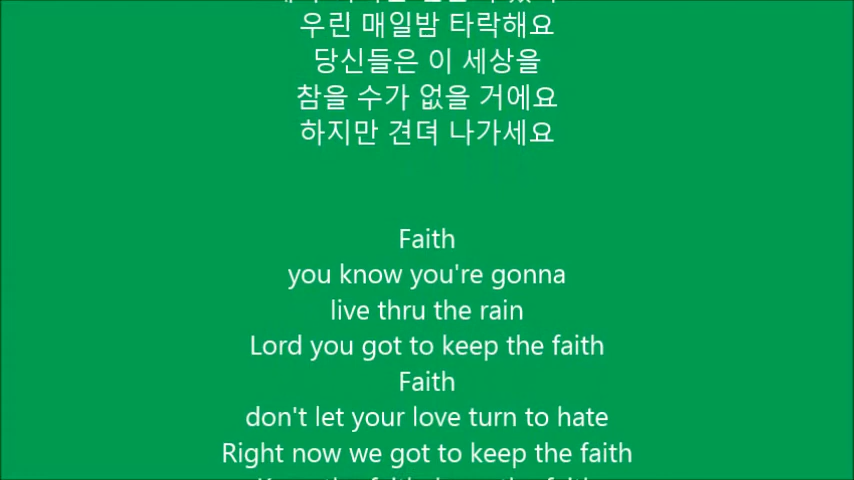 우린 매일밤 타락해요
당신들은 이 세상을
참을 수가 없을 거에요
하지만 견뎌 나가세요
Faith
you know you're gonna
live thru the rain
Lord you got to keep the faith
Faith
don't let your love turn to hate
Right now we got to keep the faith